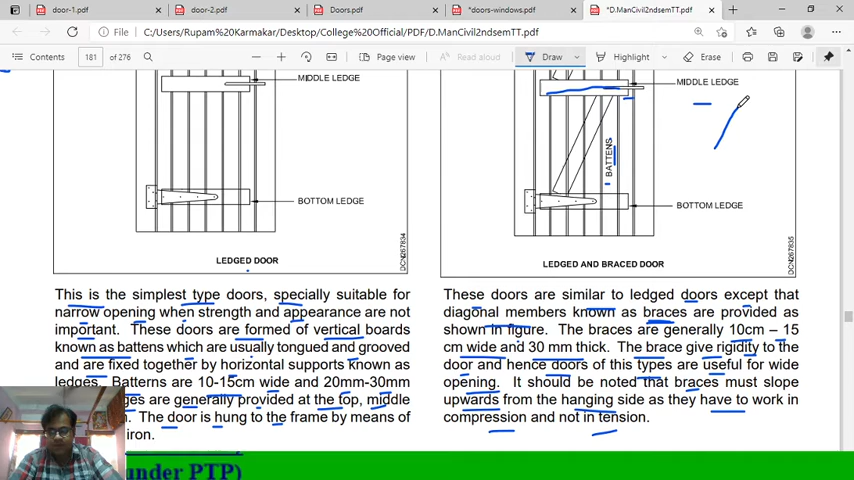 door-1.pdf
door-2.pdf
Doors.pdf
*doors-windows.pdf
*D.ManCivil2ndsemTT.pdf
File
C:/Users/Rupam Karmakar/Desktop/College%20Official/PDF/D.ManCivil2ndsemTT.pdf
Contents
181 of 276
Page view
Read aloud
Draw
Highlight
Erase
MIDDLE LEDGE
BOTTOM LEDGE
LEDGED DOOR
DCN267834
This is the simplest type doors, specially suitable for
narrow opening when strength and appearance are not
important. These doors are formed of vertical boards
known as battens which are usually tongued and grooved
and are fixed together by horizontal supports known as
ledges. Batterns are 10-15cm wide and 20mm-30mm
are generally provided at the top, middle
The door is hung to the frame by means of
iron.
MIDDLE LEDGE
BATTENS
BOTTOM LEDGE
LEDGED AND BRACED DOOR
DCN267835
These doors are similar to ledged doors except that
diagonal members known as braces are provided as
shown in figure. The braces are generally 10cm – 15
cm wide and 30 mm thick. The brace give rigidity to the
door and hence doors of this types are useful for wide
opening. It should be noted that braces must slope
upwards from the hanging side as they have to work in
compression and not in tension.
under PTP)